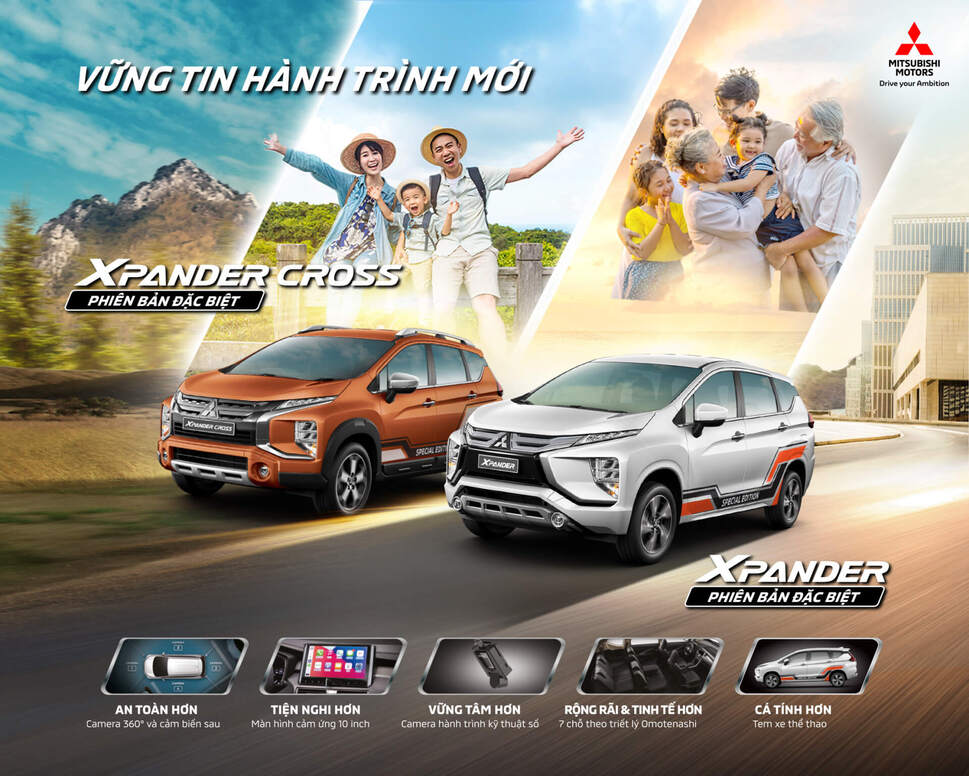 VỮNG TIN HÀNH TRÌNH MỚI
MITSUBISHI
MOTORS
Drive your Ambition
XPANDER CROSS
PHIÊN BẢN ĐẶC BIỆT
XPANDER CROSS
SPECIAL EDITION
XPANDER
SPECIAL EDITION
XPANDER
PHIÊN BẢN ĐẶC BIỆT
AN TOÀN HƠN
Camera 360° và cảm biến sau
TIỆN NGHI HƠN
Màn hình cảm ứng 10 inch
VỮNG TÂM HƠN
Camera hành trình kỹ thuật số
RỘNG RÃI & TINH TẾ HƠN
7 chỗ theo triết lý Omotenashi
CÁ TÍNH HƠN
Tem xe thể thao